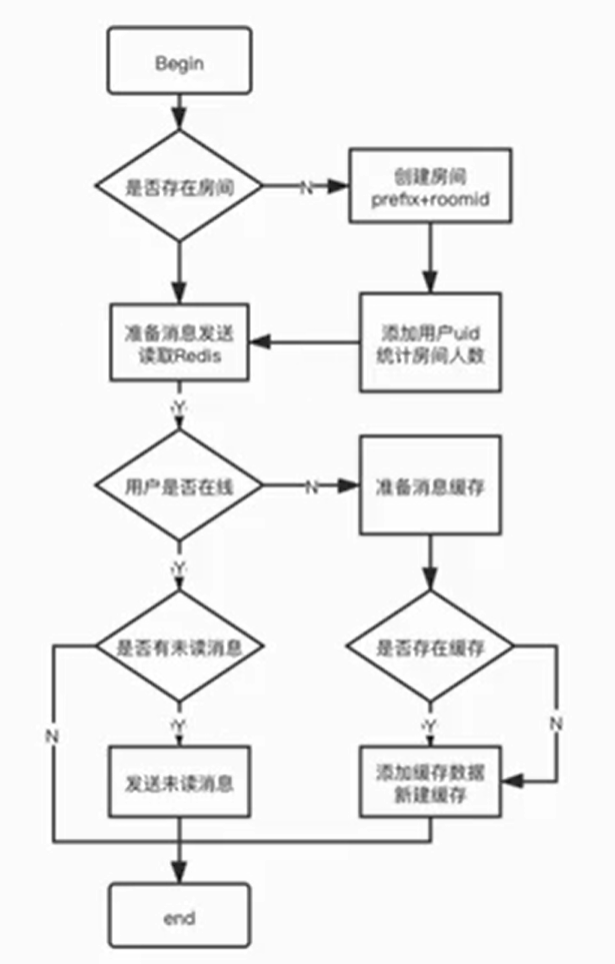 Begin
是否存在房间
N
创建房间
prefix+roomid
准备消息发送
读取Redis
添加用户uid
统计房间人数
Y
用户是否在线
N
准备消息缓存
Y
是否有未读消息
是否存在缓存
N
Y
Y
N
发送未读消息
添加缓存数据
新建缓存
end